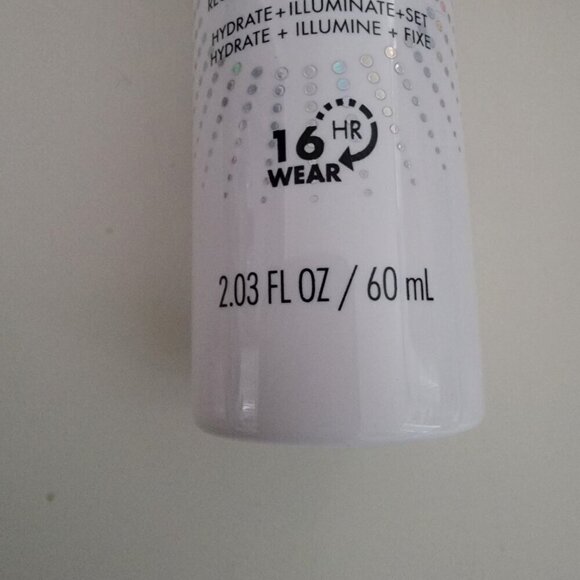 HYDRATE+ILLUMINATE+SET
HYDRATE + ILLUMINE + FIXE
16 HR
WEAR
2.03 FL OZ / 60 mL